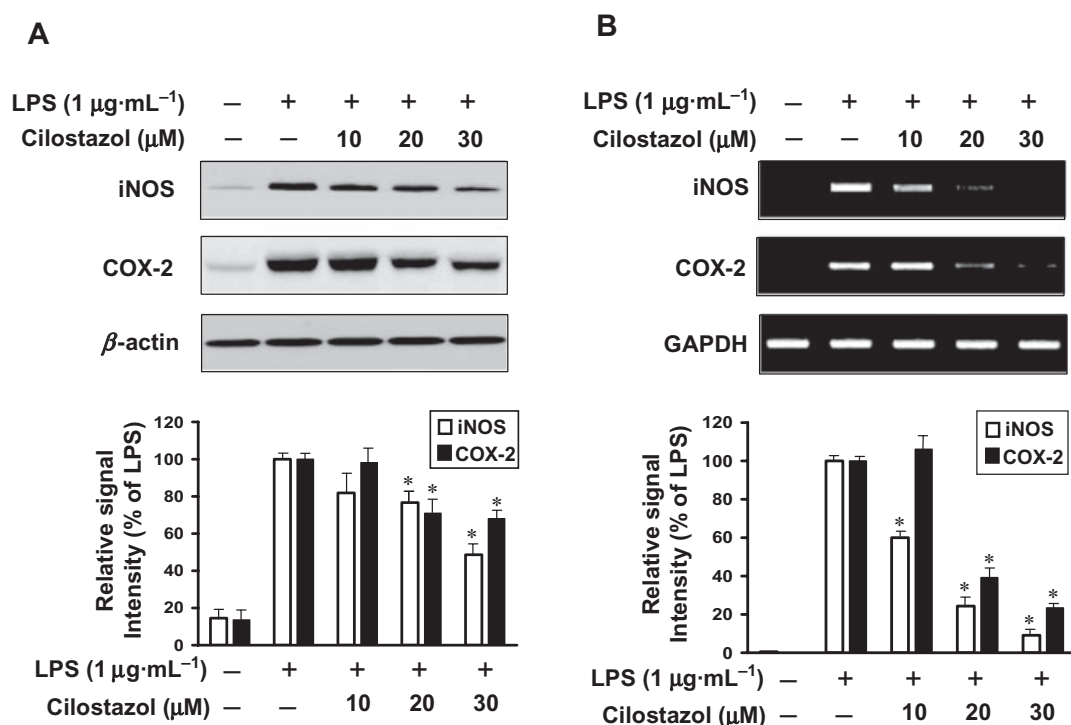 A
LPS (1 μg·mL⁻¹) – + + + +
Cilostazol (μM) – – 10 20 30
iNOS
COX-2
β-actin
120
100
80
60
40
20
0
Relative signal
Intensity (% of LPS)
iNOS
COX-2
* * * *
LPS (1 μg·mL⁻¹) – + + + +
Cilostazol (μM) – – 10 20 30
B
LPS (1 μg·mL⁻¹) – + + + +
Cilostazol (μM) – – 10 20 30
iNOS
COX-2
GAPDH
120
100
80
60
40
20
0
Relative signal
Intensity (% of LPS)
iNOS
COX-2
* * * * *
LPS (1 μg·mL⁻¹) – + + + +
Cilostazol (μM) – – 10 20 30